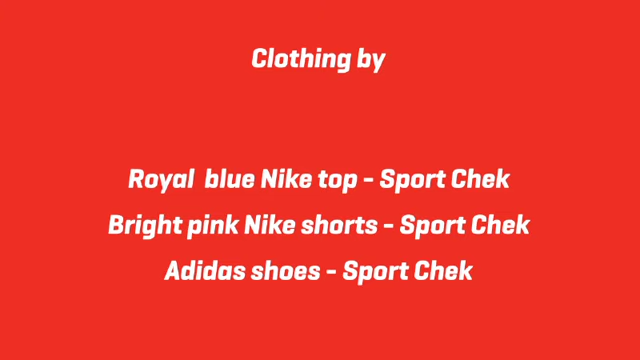 Clothing by
Royal blue Nike top - Sport Chek
Bright pink Nike shorts - Sport Chek
Adidas shoes - Sport Chek